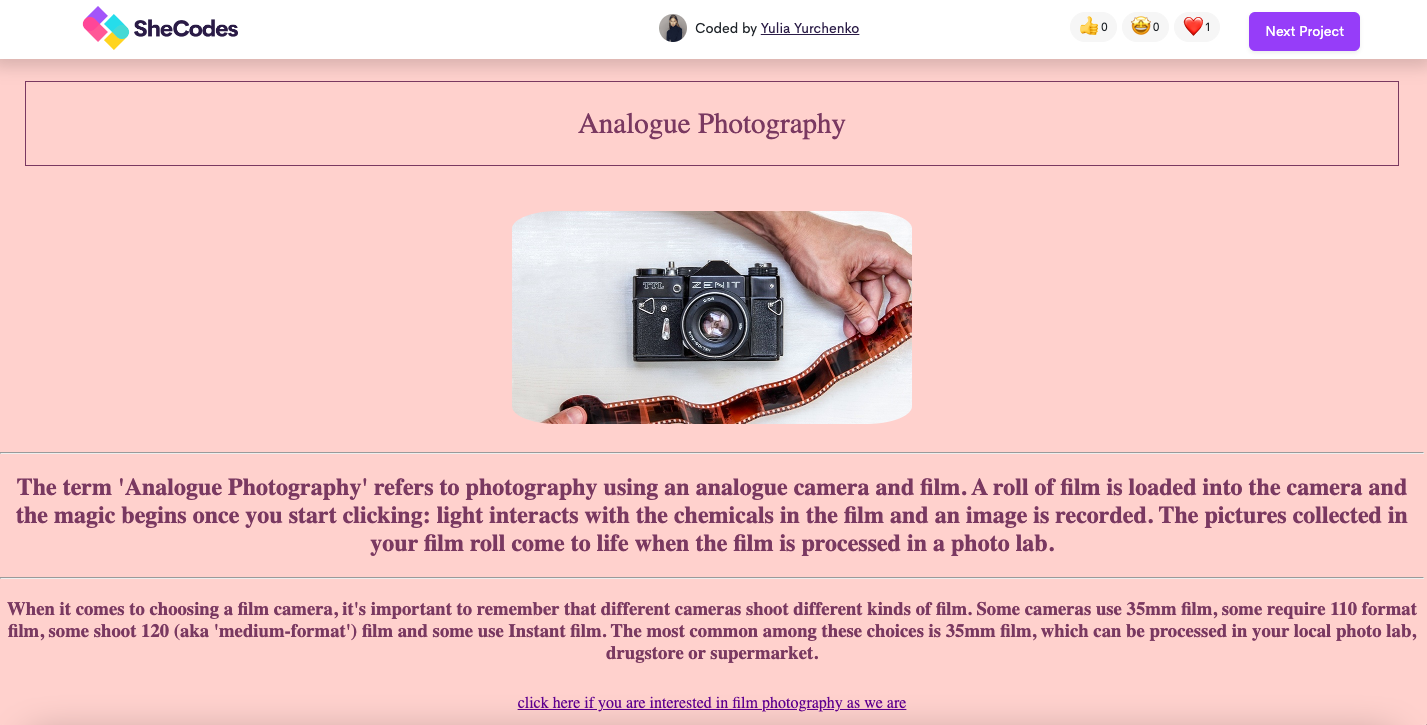 SheCodes
Coded by Yulia Yurchenko
👍 0 🤩 0 ❤️ 1
Next Project
Analogue Photography
TTL ZENIT
The term 'Analogue Photography' refers to photography using an analogue camera and film. A roll of film is loaded into the camera and
the magic begins once you start clicking: light interacts with the chemicals in the film and an image is recorded. The pictures collected in
your film roll come to life when the film is processed in a photo lab.
When it comes to choosing a film camera, it's important to remember that different cameras shoot different kinds of film. Some cameras use 35mm film, some require 110 format
film, some shoot 120 (aka 'medium-format') film and some use Instant film. The most common among these choices is 35mm film, which can be processed in your local photo lab,
drugstore or supermarket.
click here if you are interested in film photography as we are